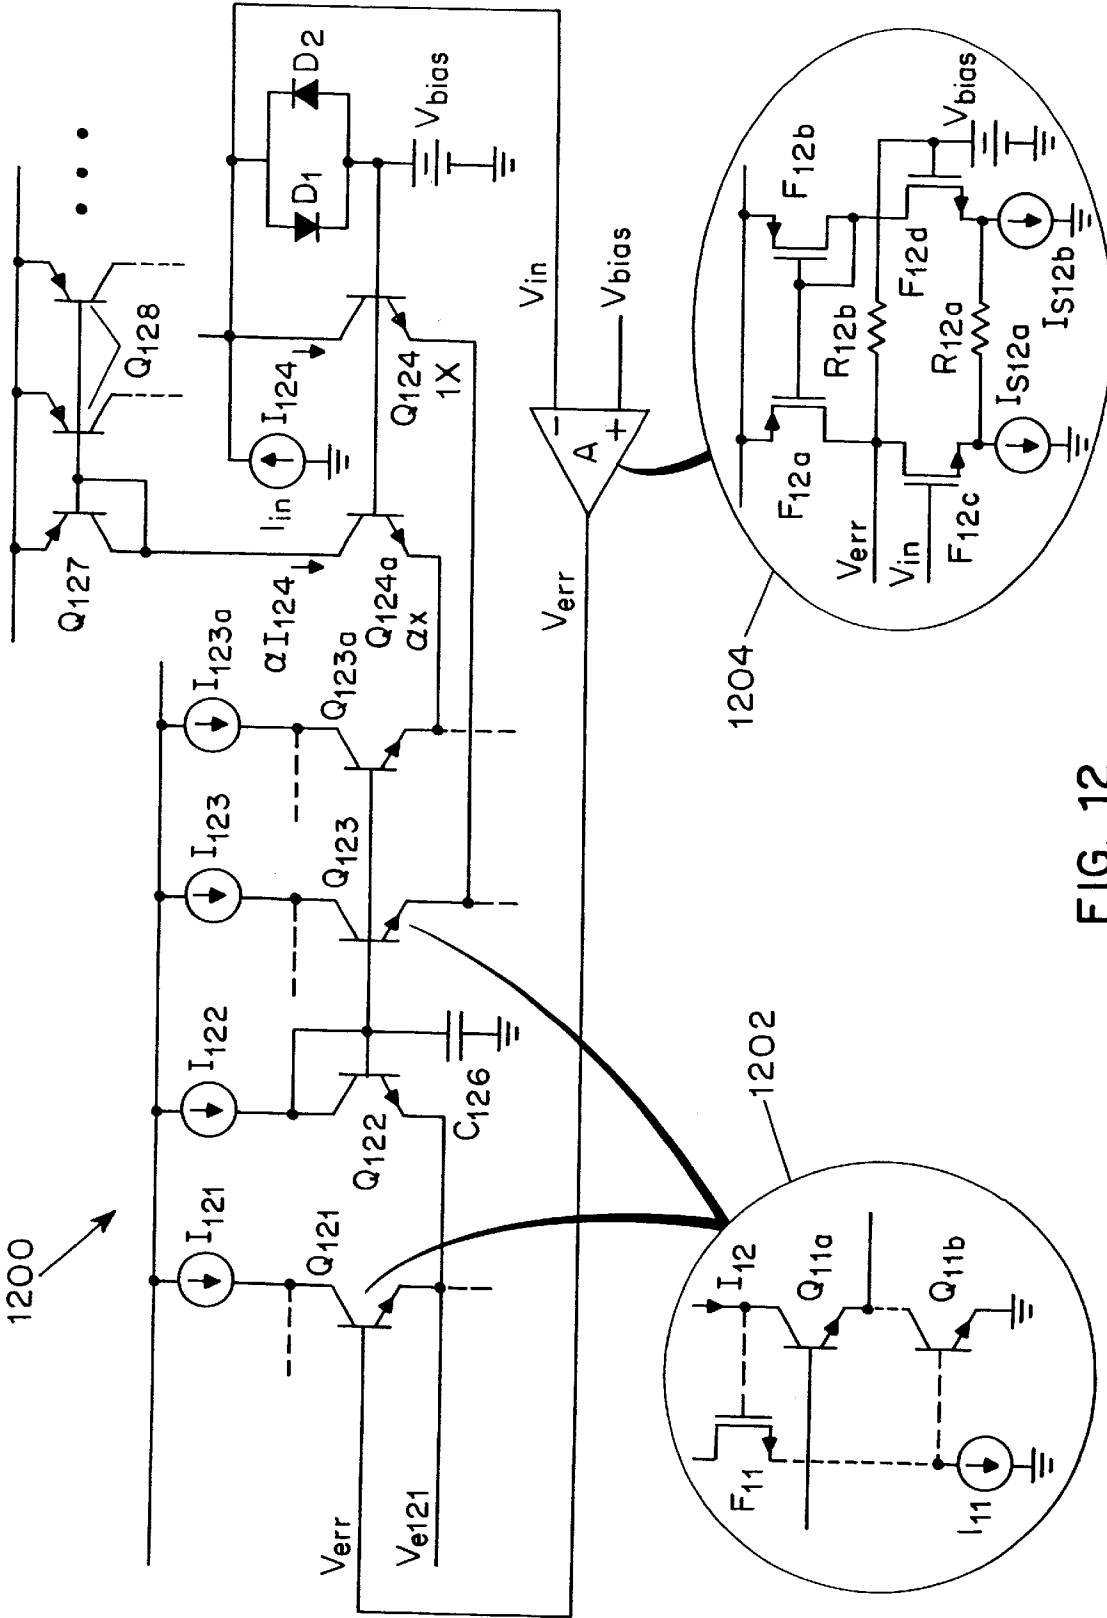 1200
I121
I122
I123
I123a
Q121
Q122
Q123
Q123a
C126
Verr
Ve121
Q127
Q128
αI124
Iin
I124
I124
Q124a
αx
Q124
1X
D1
D2
Vbias
Vin
Vbias
-
+
A
Verr
1202
I12
F11
Q11a
Q11b
I11
1204
F12a
F12b
R12b
Verr
Vin
F12c
F12d
R12a
IS12a
IS12b
Vbias
FIG. 12